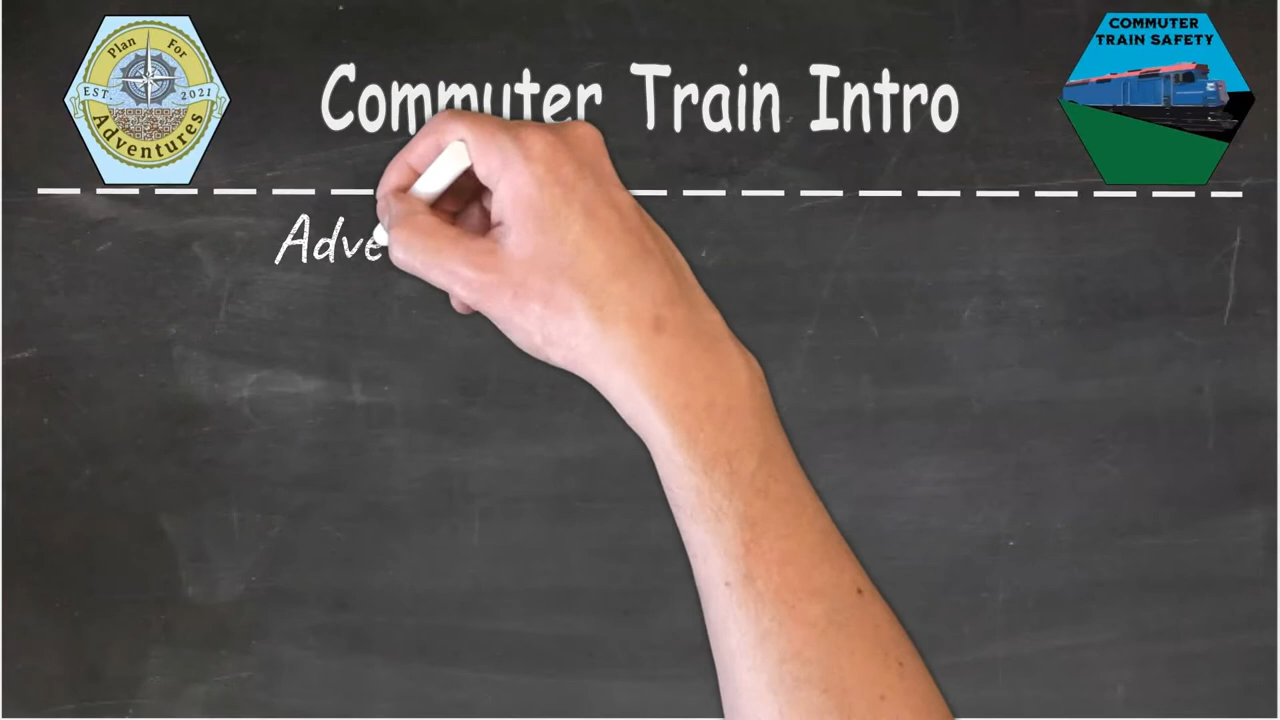 Plan For
EST. 2021
Adventures
COMMUTER
TRAIN SAFETY
Commuter Train Intro
Adve